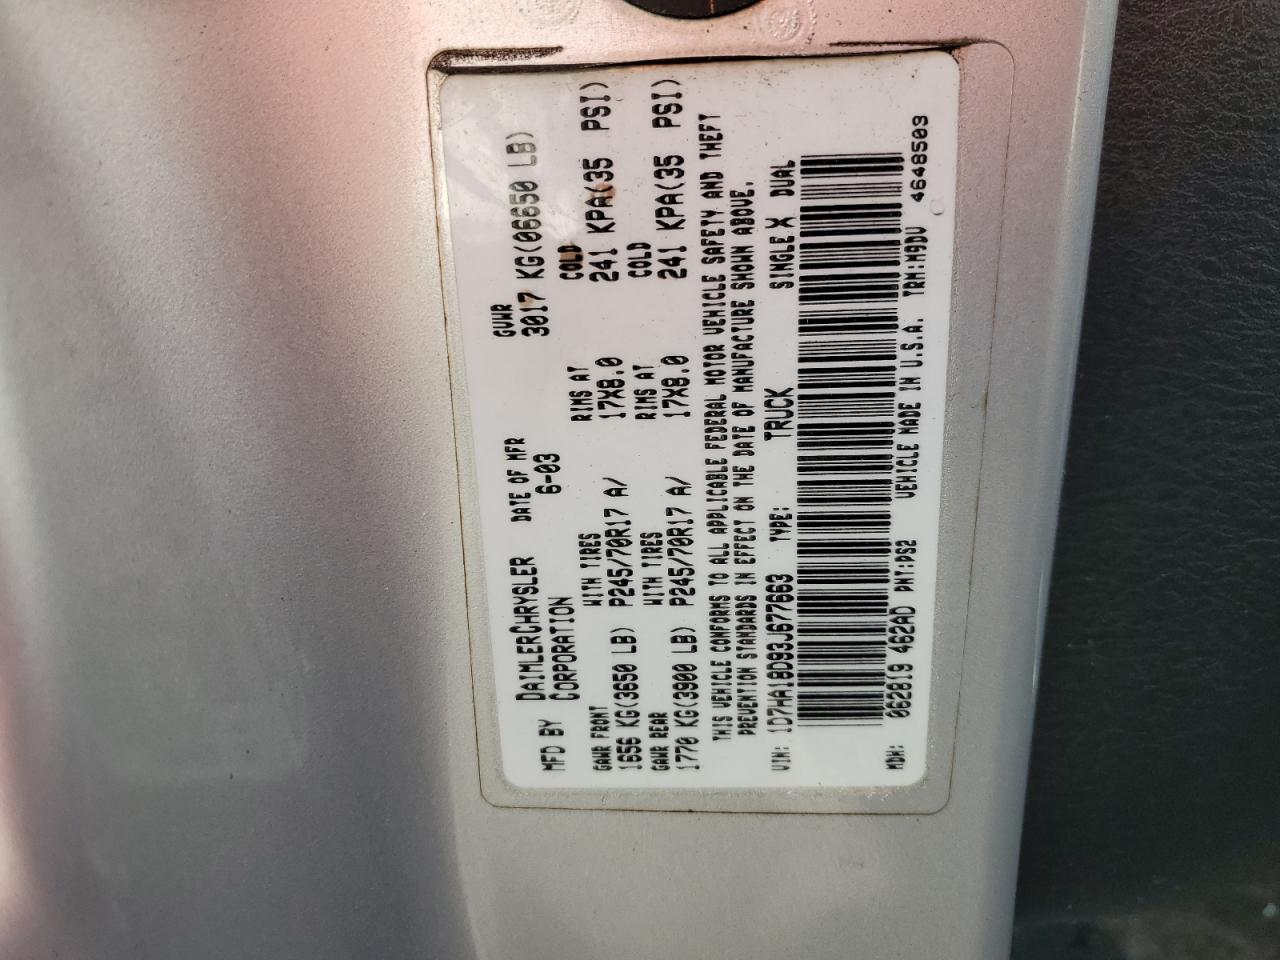 MFD BY DAIMLERCHRYSLER CORPORATION DATE OF MFR 6-03 GVWR 3017 KG(06650 LB)
GAWR FRONT WITH TIRES RIMS AT COLD
1656 KG(3650 LB) P245/70R17 A/ 17X8.0 241 KPA(35 PSI)
GAWR REAR WITH TIRES RIMS AT COLD
1770 KG(3900 LB) P245/70R17 A/ 17X8.0 241 KPA(35 PSI)
THIS VEHICLE CONFORMS TO ALL APPLICABLE FEDERAL MOTOR VEHICLE SAFETY AND THEFT
PREVENTION STANDARDS IN EFFECT ON THE DATE OF MANUFACTURE SHOWN ABOVE.
VIN: 1D7HA18D93J677663 TYPE: TRUCK SINGLE X DUAL
MDH: 062819 462AD PNT:PS2 VEHICLE MADE IN U.S.A. TRM:M9DV 4648503